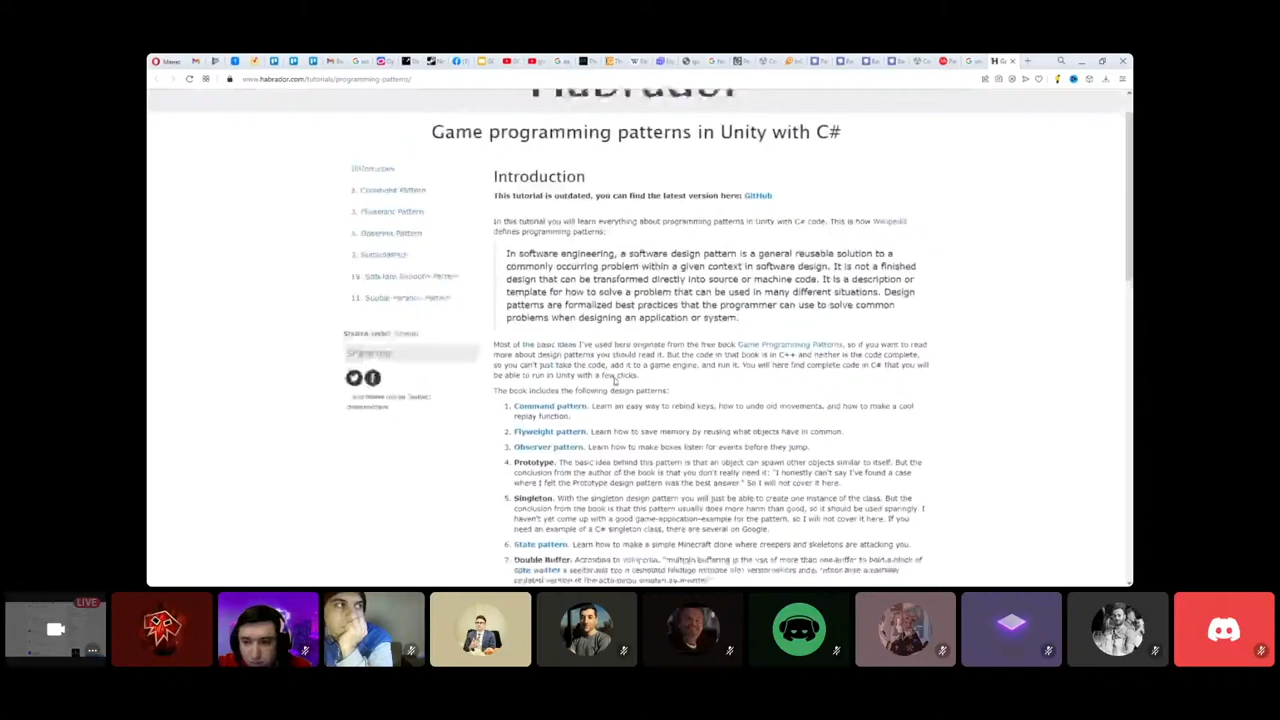 Меню
www.habrador.com/tutorials/programming-patterns/
Habrador
Game programming patterns in Unity with C#
Introduction
This tutorial is outdated, you can find the latest version here: GitHub
In this tutorial you will learn everything about programming patterns in Unity with C# code. This is how Wikipedia
defines programming patterns:
In software engineering, a software design pattern is a general reusable solution to a
commonly occurring problem within a given context in software design. It is not a finished
design that can be transformed directly into source or machine code. It is a description or
template for how to solve a problem that can be used in many different situations. Design
patterns are formalized best practices that the programmer can use to solve common
problems when designing an application or system.
Most of the basic ideas I've used here originate from the free book Game Programming Patterns, so if you want to read
more about design patterns you should read it. But the code in that book is in C++ and neither is the code complete,
so you can't just take the code, add it to a game engine, and run it. You will here find complete code in C# that you will
be able to run in Unity with a few clicks.
The book includes the following design patterns:
1. Command pattern. Learn an easy way to rebind keys, how to undo old movements, and how to make a cool
replay function.
2. Flyweight pattern. Learn how to save memory by reusing what objects have in common.
3. Observer pattern. Learn how to make boxes listen for events before they jump.
4. Prototype. The basic idea behind this pattern is that an object can spawn other objects similar to itself. But the
conclusion from the author of the book is that you don't really need it: "I honestly can't say I've found a case
where I felt the Prototype design pattern was the best answer." So I will not cover it here.
5. Singleton. With the singleton design pattern you will just be able to create one instance of the class. But the
conclusion from the book is that this pattern usually does more harm than good, so it should be used sparingly. I
haven't yet come up with a good game-application-example for the pattern, so I will not cover it here. If you
need an example of a C# singleton class, there are several on Google.
6. State pattern. Learn how to make a simple Minecraft clone where creepers and skeletons are attacking you.
7. Double Buffer. According to
2. Command Pattern
Pattern
Pattern
Pattern
11. Pattern
LIVE